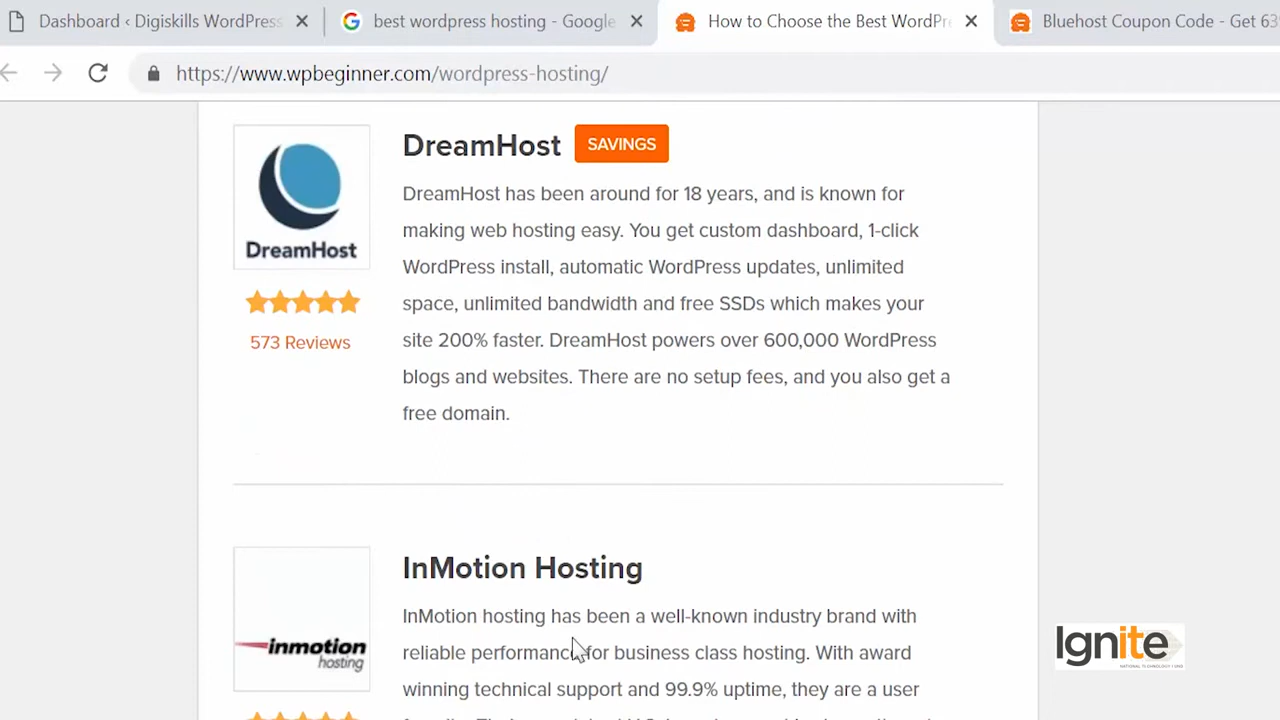 Dashboard ‹ Digiskills WordPress
best wordpress hosting - Google
How to Choose the Best WordPr
Bluehost Coupon Code - Get 63
https://www.wpbeginner.com/wordpress-hosting/
DreamHost
573 Reviews
DreamHost SAVINGS
DreamHost has been around for 18 years, and is known for
making web hosting easy. You get custom dashboard, 1-click
WordPress install, automatic WordPress updates, unlimited
space, unlimited bandwidth and free SSDs which makes your
site 200% faster. DreamHost powers over 600,000 WordPress
blogs and websites. There are no setup fees, and you also get a
free domain.
inmotion
hosting
InMotion Hosting
InMotion hosting has been a well-known industry brand with
reliable performance for business class hosting. With award
winning technical support and 99.9% uptime, they are a user
Ignite